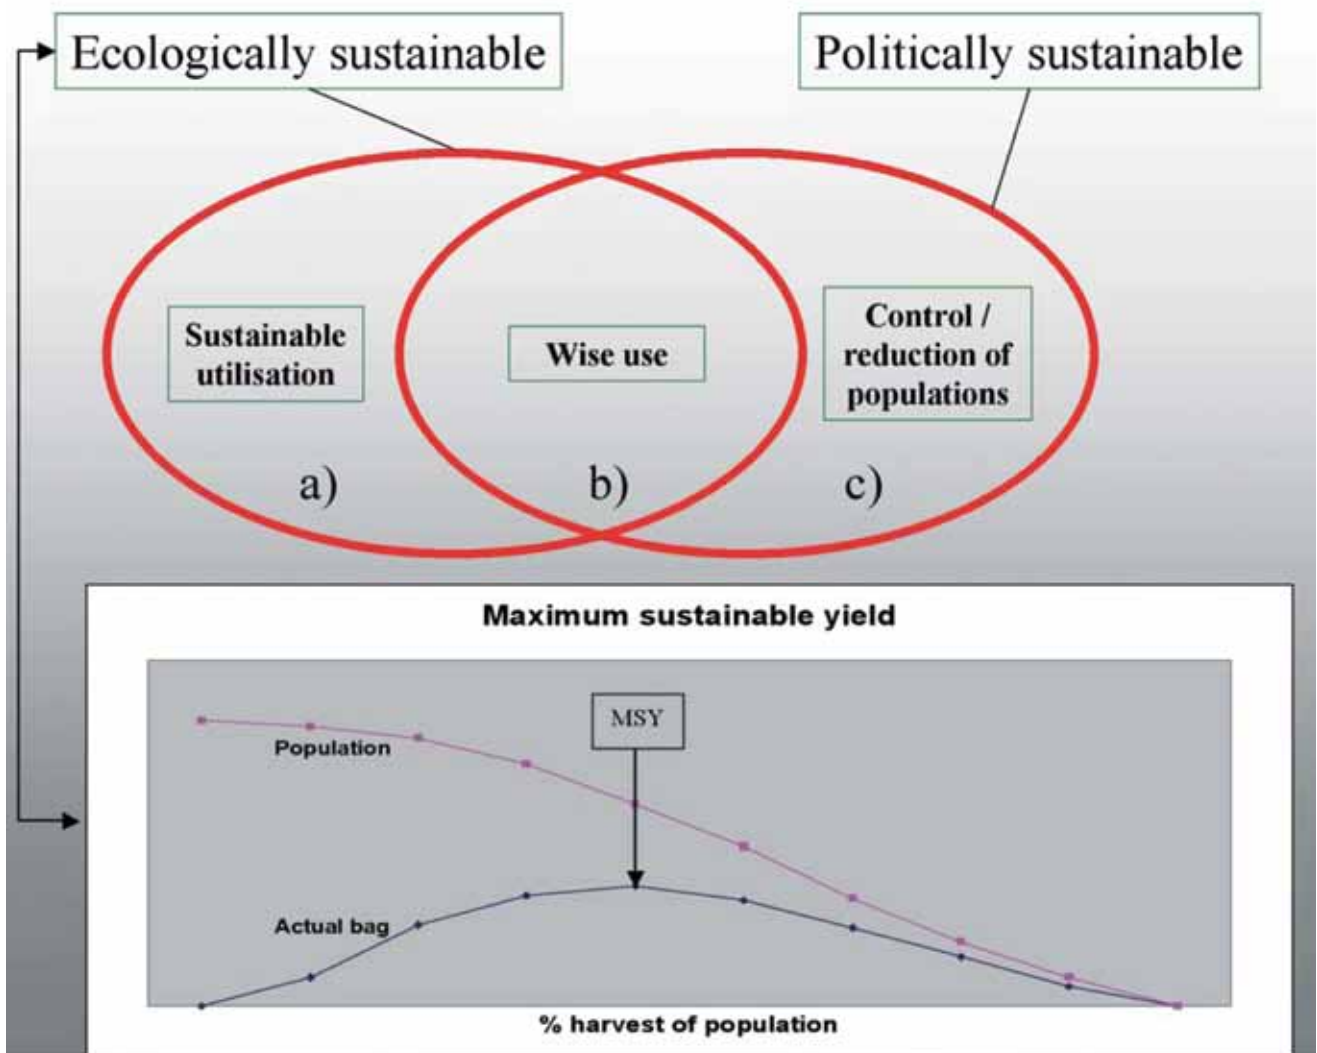 Ecologically sustainable
Politically sustainable
Sustainable
utilisation
Wise use
Control /
reduction of
populations
a)
b)
c)
Maximum sustainable yield
MSY
Population
Actual bag
% harvest of population